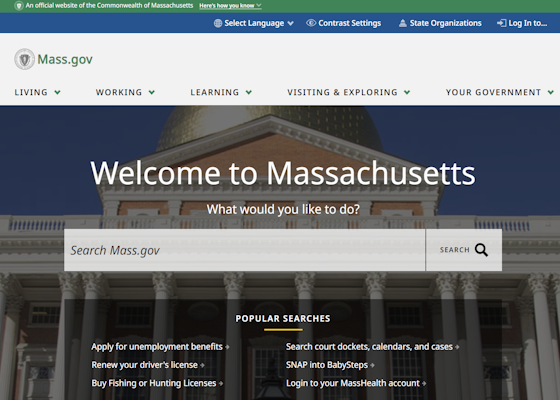 An official website of the Commonwealth of Massachusetts Here's how you know
Select Language Contrast Settings State Organizations Log In to...
Mass.gov
LIVING WORKING LEARNING VISITING & EXPLORING YOUR GOVERNMENT
Welcome to Massachusetts
What would you like to do?
Search Mass.gov SEARCH
POPULAR SEARCHES
Apply for unemployment benefits Search court dockets, calendars, and cases
Renew your driver's license SNAP into BabySteps
Buy Fishing or Hunting Licenses Login to your MassHealth account